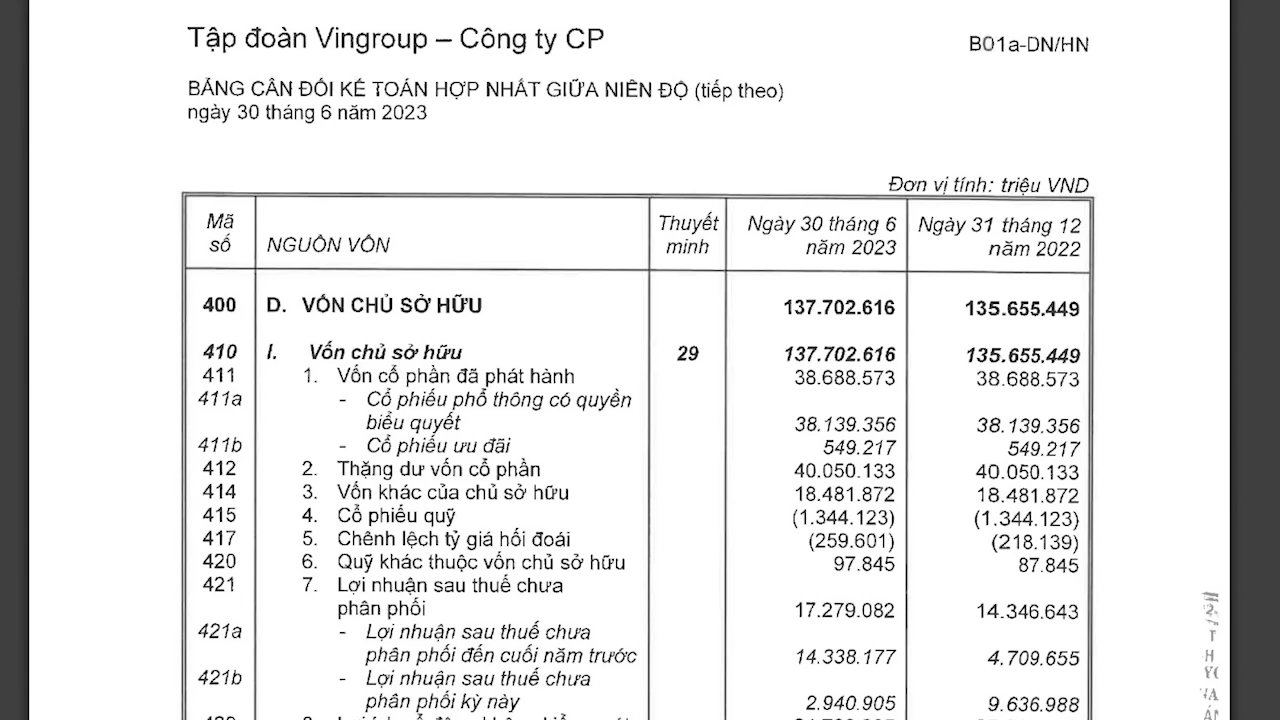 Tập đoàn Vingroup – Công ty CP
B01a-DN/HN
BẢNG CÂN ĐỐI KẾ TOÁN HỢP NHẤT GIỮA NIÊN ĐỘ (tiếp theo)
ngày 30 tháng 6 năm 2023
Đơn vị tính: triệu VND
Mã số NGUỒN VỐN Thuyết minh Ngày 30 tháng 6 năm 2023 Ngày 31 tháng 12 năm 2022
400 D. VỐN CHỦ SỞ HỮU 137.702.616 135.655.449
410 I. Vốn chủ sở hữu 29 137.702.616 135.655.449
411 1. Vốn cổ phần đã phát hành 38.688.573 38.688.573
411a - Cổ phiếu phổ thông có quyền
biểu quyết 38.139.356 38.139.356
411b - Cổ phiếu ưu đãi 549.217 549.217
412 2. Thặng dư vốn cổ phần 40.050.133 40.050.133
414 3. Vốn khác của chủ sở hữu 18.481.872 18.481.872
415 4. Cổ phiếu quỹ (1.344.123) (1.344.123)
417 5. Chênh lệch tỷ giá hối đoái (259.601) (218.139)
420 6. Quỹ khác thuộc vốn chủ sở hữu 97.845 87.845
421 7. Lợi nhuận sau thuế chưa
phân phối 17.279.082 14.346.643
421a - Lợi nhuận sau thuế chưa
phân phối đến cuối năm trước 14.338.177 4.709.655
421b - Lợi nhuận sau thuế chưa
phân phối kỳ này 2.940.905 9.636.988